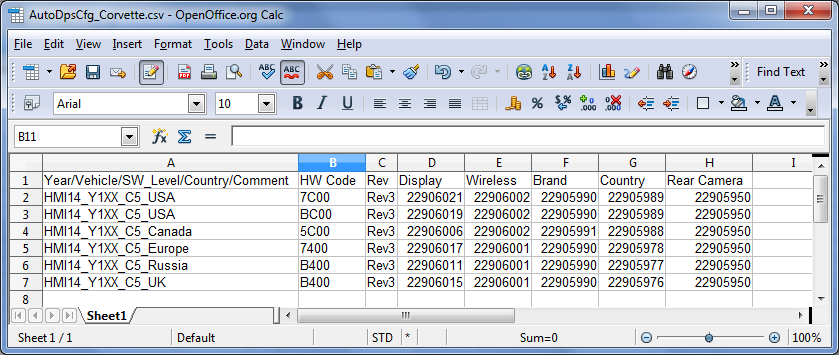 AutoDpsCfg_Corvette.csv - OpenOffice.org Calc
File Edit View Insert Format Tools Data Window Help
ABC ABC A Z Z A Find Text
Arial 10 B I U % $% .000 .000 A
B11 fx Σ =
A B C D E F G H I
1 Year/Vehicle/SW_Level/Country/Comment HW Code Rev Display Wireless Brand Country Rear Camera
2 HMI14_Y1XX_C5_USA 7C00 Rev3 22906021 22906002 22905990 22905989 22905950
3 HMI14_Y1XX_C5_USA BC00 Rev3 22906019 22906002 22905990 22905989 22905950
4 HMI14_Y1XX_C5_Canada 5C00 Rev3 22906006 22906002 22905991 22905988 22905950
5 HMI14_Y1XX_C5_Europe 7400 Rev3 22906017 22906001 22905990 22905978 22905950
6 HMI14_Y1XX_C5_Russia B400 Rev3 22906011 22906001 22905990 22905977 22905950
7 HMI14_Y1XX_C5_UK B400 Rev3 22906015 22906001 22905990 22905976 22905950
8
Sheet1
Sheet 1 / 1 Default STD * Sum=0 100%